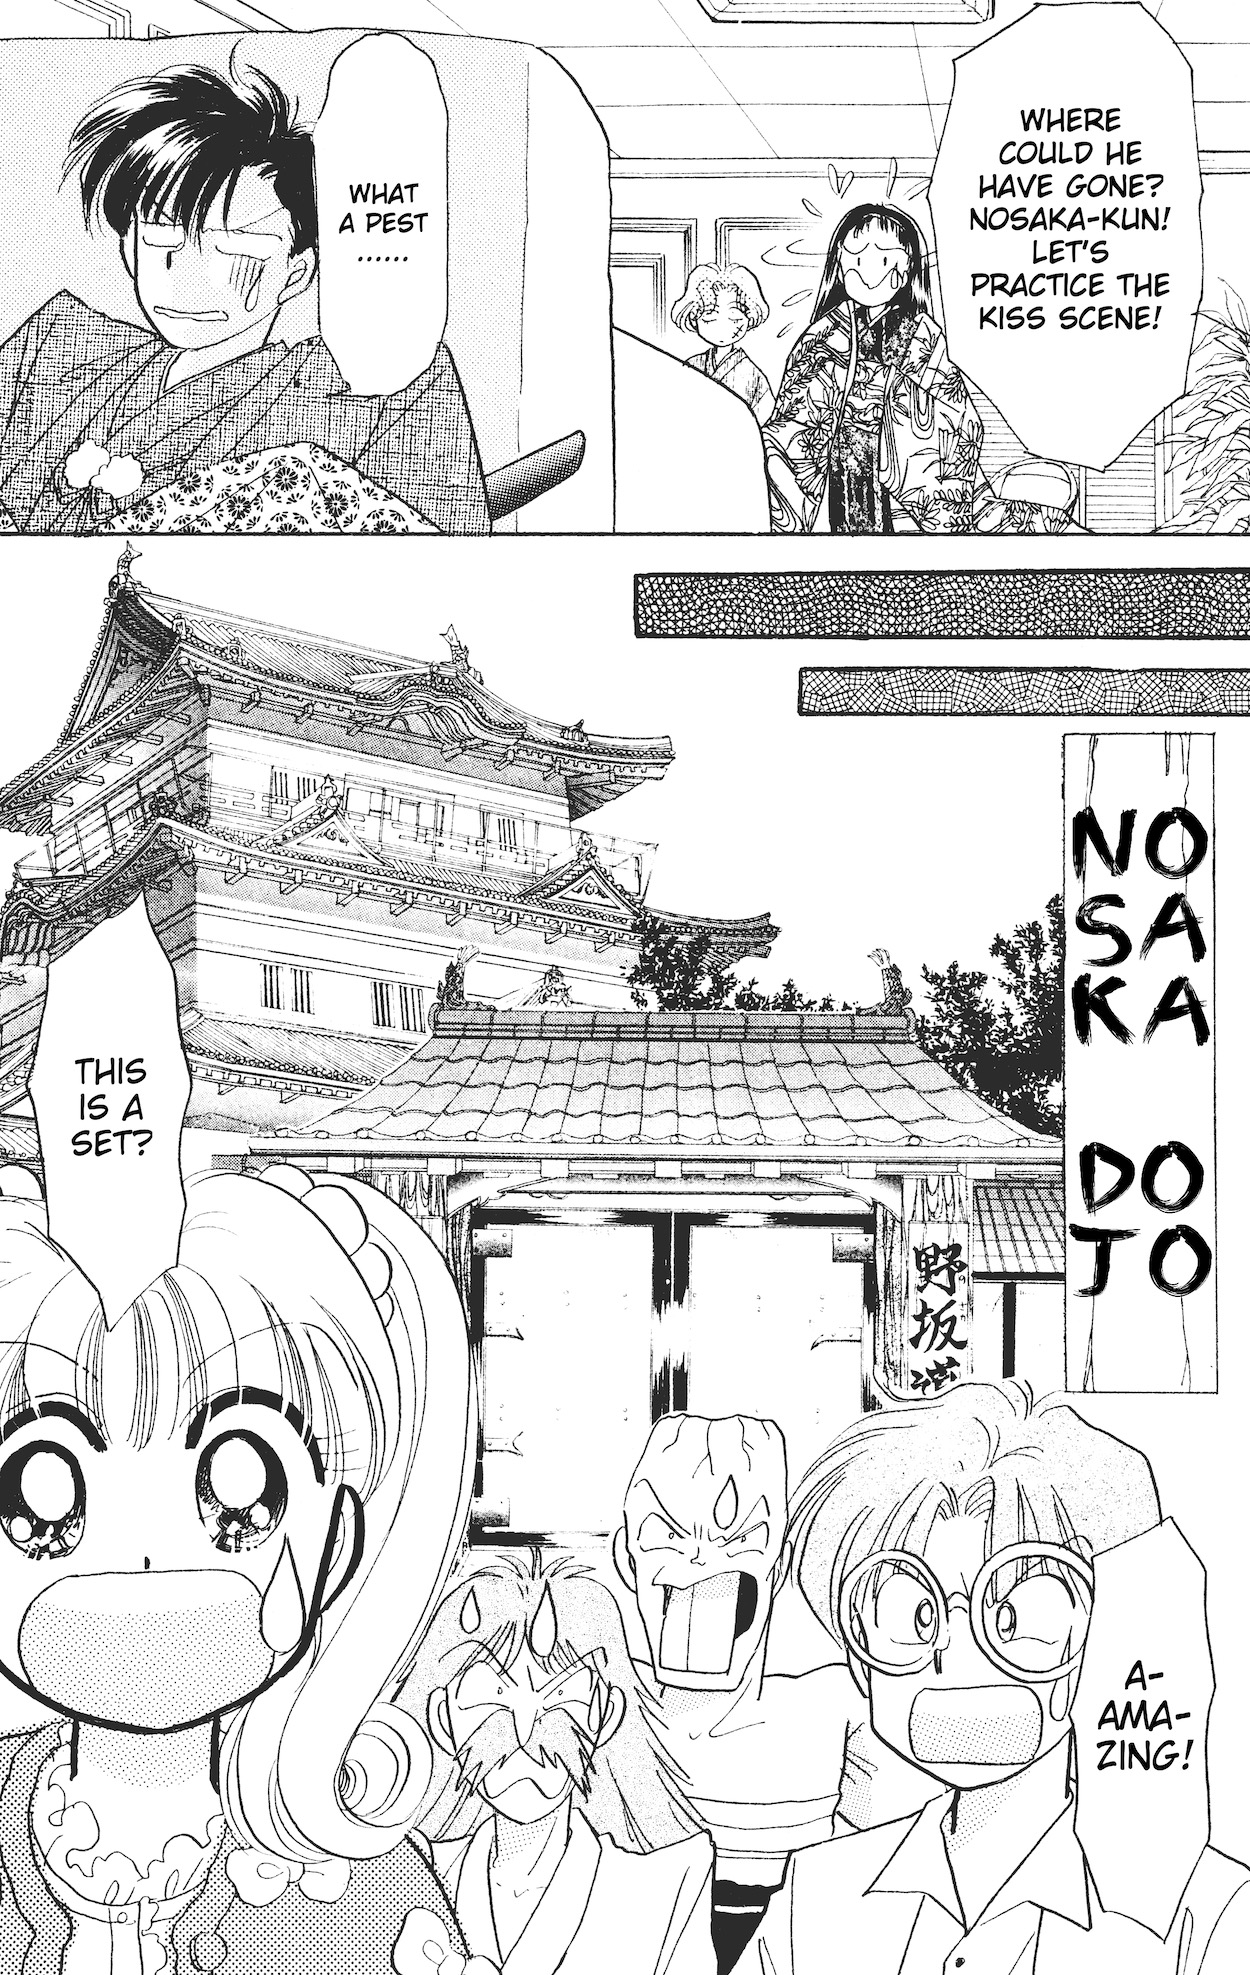 WHERE
COULD HE
HAVE GONE?
NOSAKA-KUN!
LET'S
PRACTICE THE
KISS SCENE!
WHAT
A PEST
......
NO
SA
KA
DO
JO
THIS
IS A
SET?
野
坂
道
A-
AMA-
ZING!